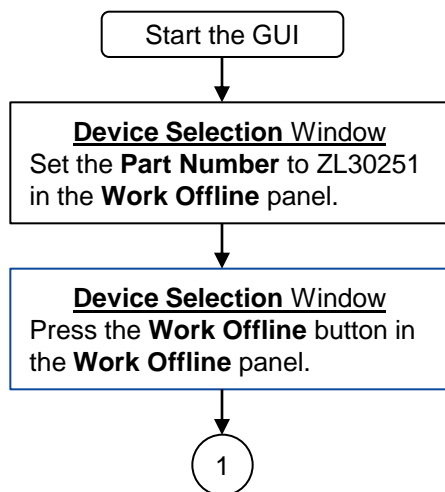 Start the GUI
Device Selection Window
Set the Part Number to ZL30251
in the Work Offline panel.
Device Selection Window
Press the Work Offline button in
the Work Offline panel.
1